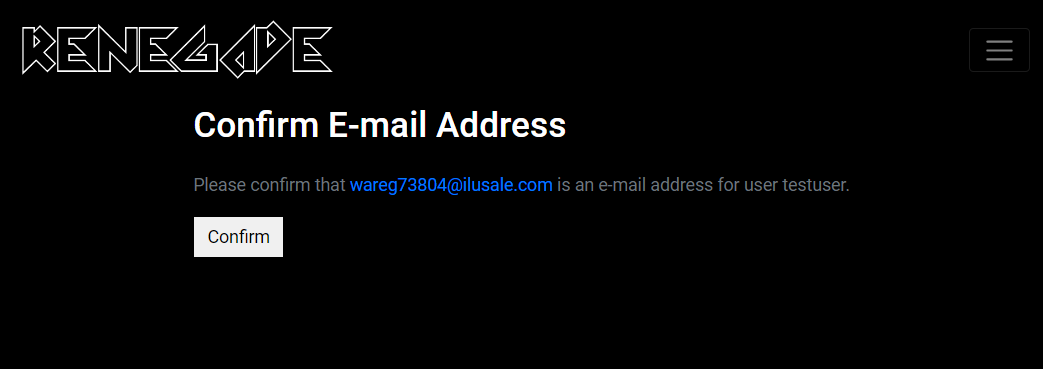 RENEGADE
Confirm E-mail Address
Please confirm that wareg73804@ilusale.com is an e-mail address for user testuser.
Confirm